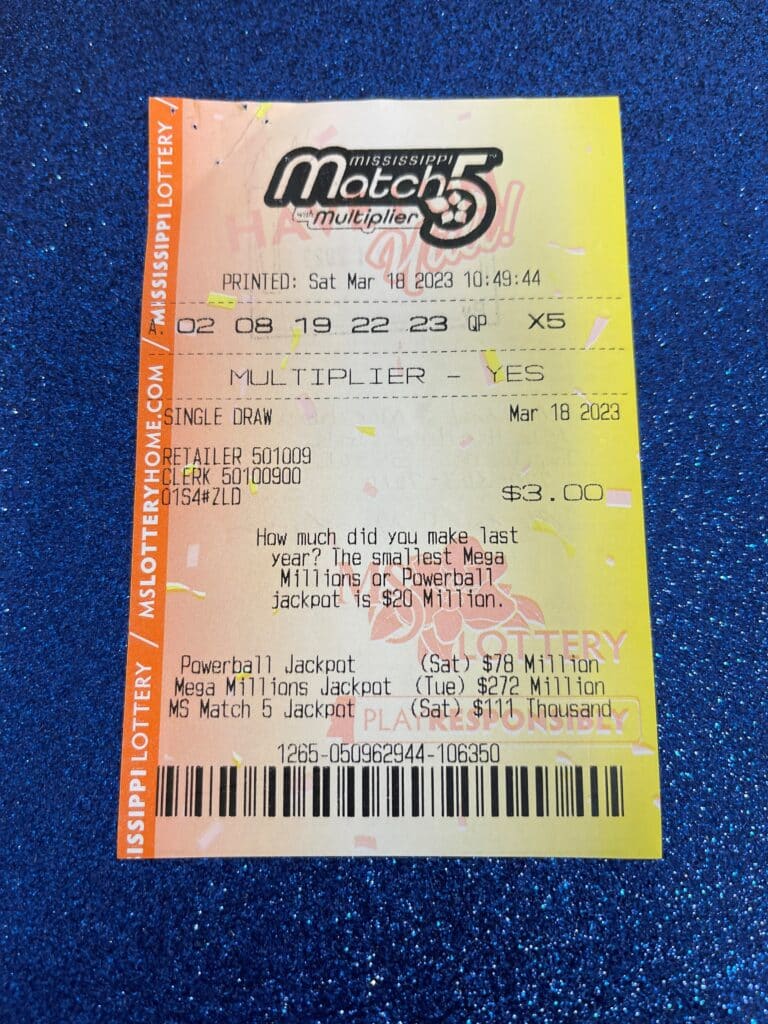 MISSISSIPPI
Match 5
with Multiplier
PRINTED: Sat Mar 18 2023 10:49:44
A. 02 08 19 22 23 QP X5
MULTIPLIER - YES
SINGLE DRAW Mar 18 2023
RETAILER 501009
CLERK 50100900
01S4#ZLD
$3.00
How much did you make last
year? The smallest Mega
Millions or Powerball
jackpot is $20 Million.
Powerball Jackpot (Sat) $78 Million
Mega Millions Jackpot (Tue) $272 Million
MS Match 5 Jackpot (Sat) $111 Thousand
1265-050962944-106350
LOTTERY
PLAY RESPONSIBLY
Y'all!
ISSIPPI LOTTERY / MSLOTTERYHOME.COM / MISSISSIPPI LOTTERY /